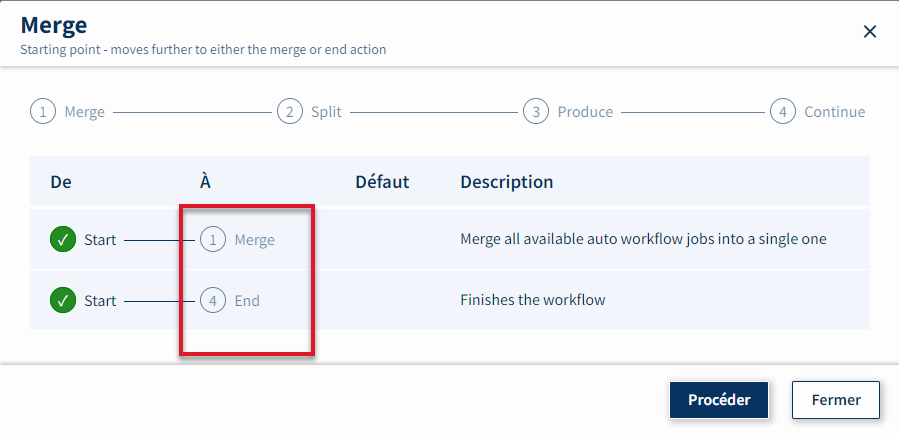 Merge
Starting point - moves further to either the merge or end action
1 Merge 2 Split 3 Produce 4 Continue
De À Défaut Description
Start 1 Merge Merge all available auto workflow jobs into a single one
Start 4 End Finishes the workflow
Procéder Fermer